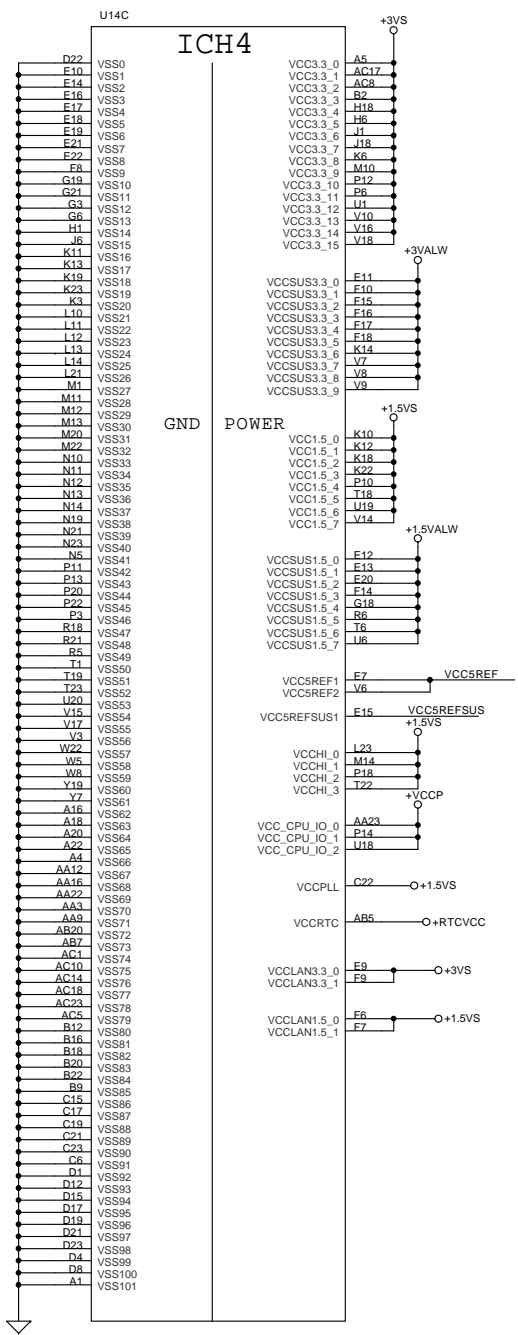 U14C
ICH4
GND
POWER
D22 VSS0
E10 VSS1
E14 VSS2
E16 VSS3
E17 VSS4
E18 VSS5
E19 VSS6
E21 VSS7
E22 VSS8
F8 VSS9
G19 VSS10
G21 VSS11
G3 VSS12
G6 VSS13
H1 VSS14
J6 VSS15
K11 VSS16
K13 VSS17
K19 VSS18
K23 VSS19
K3 VSS20
L10 VSS21
L11 VSS22
L12 VSS23
L13 VSS24
L14 VSS25
L21 VSS26
M1 VSS27
M11 VSS28
M12 VSS29
M13 VSS30
M20 VSS31
M22 VSS32
N10 VSS33
N11 VSS34
N12 VSS35
N13 VSS36
N14 VSS37
N19 VSS38
N21 VSS39
N23 VSS40
N5 VSS41
P11 VSS42
P13 VSS43
P20 VSS44
P22 VSS45
P3 VSS46
R18 VSS47
R21 VSS48
R5 VSS49
T1 VSS50
T19 VSS51
T23 VSS52
U20 VSS53
V15 VSS54
V17 VSS55
V3 VSS56
W22 VSS57
W5 VSS58
W8 VSS59
Y19 VSS60
Y7 VSS61
A16 VSS62
A18 VSS63
A20 VSS64
A22 VSS65
A4 VSS66
AA12 VSS67
AA16 VSS68
AA22 VSS69
AA3 VSS70
AA9 VSS71
AB20 VSS72
AB7 VSS73
AC1 VSS74
AC10 VSS75
AC14 VSS76
AC18 VSS77
AC23 VSS78
AC5 VSS79
B12 VSS80
B16 VSS81
B18 VSS82
B20 VSS83
B22 VSS84
B9 VSS85
C15 VSS86
C17 VSS87
C19 VSS88
C21 VSS89
C23 VSS90
C6 VSS91
D1 VSS92
D12 VSS93
D15 VSS94
D17 VSS95
D19 VSS96
D21 VSS97
D23 VSS98
D4 VSS99
D8 VSS100
A1 VSS101
+3VS
VCC3.3_0 A5
VCC3.3_1 AC17
VCC3.3_2 AC8
VCC3.3_3 B2
VCC3.3_4 H18
VCC3.3_5 H6
VCC3.3_6 J1
VCC3.3_7 J18
VCC3.3_8 K6
VCC3.3_9 M10
VCC3.3_10 P12
VCC3.3_11 P6
VCC3.3_12 U1
VCC3.3_13 V10
VCC3.3_14 V16
VCC3.3_15 V18
+3VALW
VCCSUS3.3_0 E11
VCCSUS3.3_1 F10
VCCSUS3.3_2 F15
VCCSUS3.3_3 F16
VCCSUS3.3_4 F17
VCCSUS3.3_5 F18
VCCSUS3.3_6 K14
VCCSUS3.3_7 V7
VCCSUS3.3_8 V8
VCCSUS3.3_9 V9
+1.5VS
VCC1.5_0 K10
VCC1.5_1 K12
VCC1.5_2 K18
VCC1.5_3 K22
VCC1.5_4 P10
VCC1.5_5 T18
VCC1.5_6 U19
VCC1.5_7 V14
+1.5VALW
VCCSUS1.5_0 E12
VCCSUS1.5_1 E13
VCCSUS1.5_2 E20
VCCSUS1.5_3 F14
VCCSUS1.5_4 G18
VCCSUS1.5_5 R6
VCCSUS1.5_6 T6
VCCSUS1.5_7 U6
VCC5REF1 E7 VCC5REF
VCC5REF2 V6
VCC5REFSUS1 E15 VCC5REFSUS
+1.5VS
VCCHI_0 L23
VCCHI_1 M14
VCCHI_2 P18
VCCHI_3 T22
+VCCP
VCC_CPU_IO_0 AA23
VCC_CPU_IO_1 P14
VCC_CPU_IO_2 U18
VCCPLL C22 +1.5VS
VCCRTC AB5 +RTCVCC
VCCLAN3.3_0 E9 +3VS
VCCLAN3.3_1 F9
VCCLAN1.5_0 F6 +1.5VS
VCCLAN1.5_1 F7